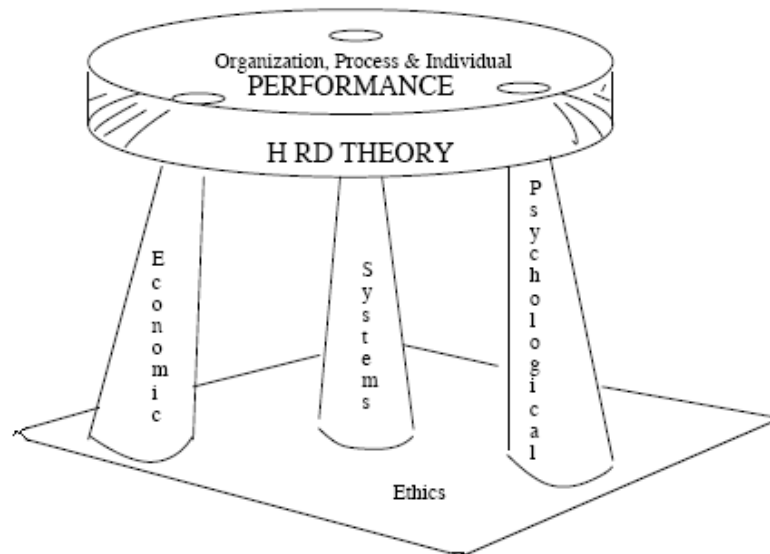 Organization, Process & Individual
PERFORMANCE
H RD THEORY
Economic
Systems
Psychological
Ethics